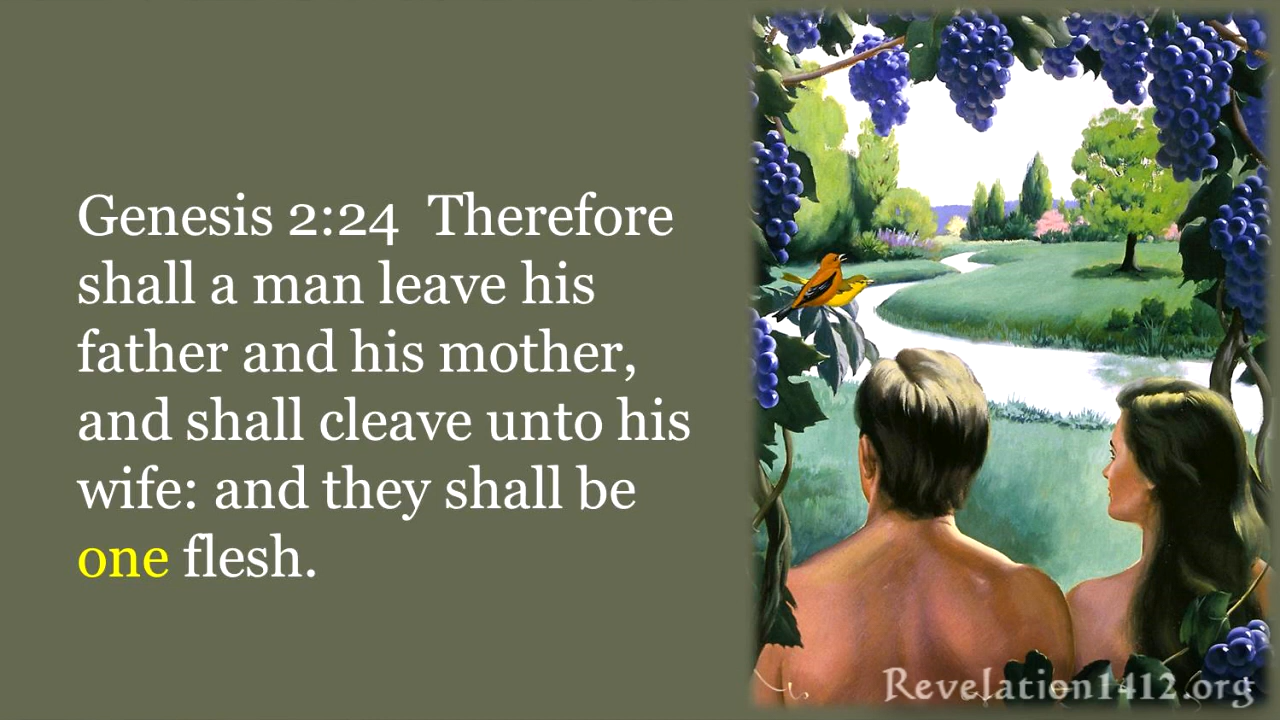 Genesis 2:24  Therefore
shall a man leave his
father and his mother,
and shall cleave unto his
wife: and they shall be
one flesh.
Revelation1412.org